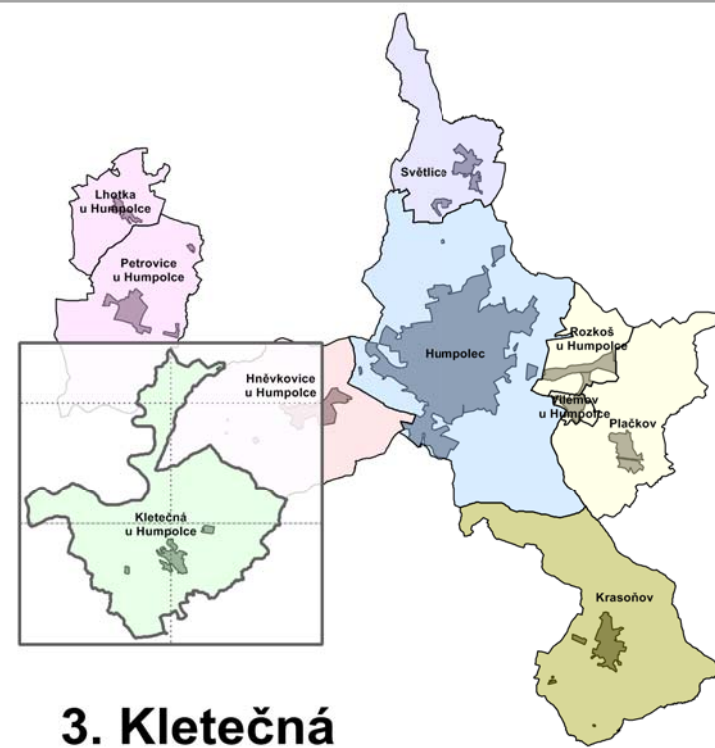 Světlice
Lhotka
u Humpolce
Petrovice
u Humpolce
Rozkoš
u Humpolce
Humpolec
Hněvkovice
u Humpolce
Vilémov
u Humpolce
Plačkov
Kletečná
u Humpolce
Krasoňov
3. Kletečná